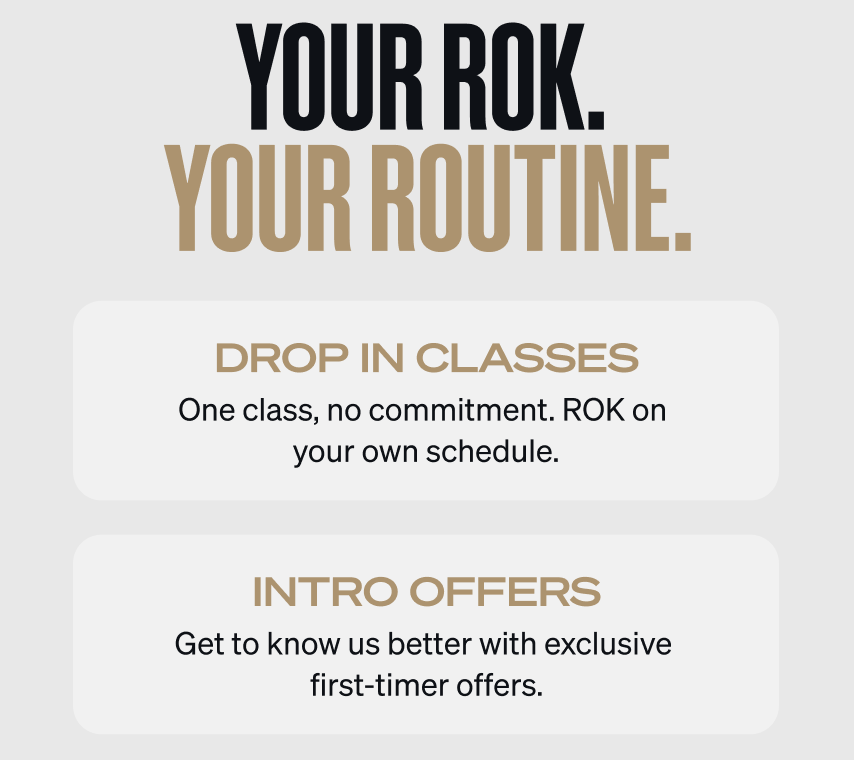 YOUR ROK.
YOUR ROUTINE.
DROP IN CLASSES
One class, no commitment. ROK on
your own schedule.
INTRO OFFERS
Get to know us better with exclusive
first-timer offers.